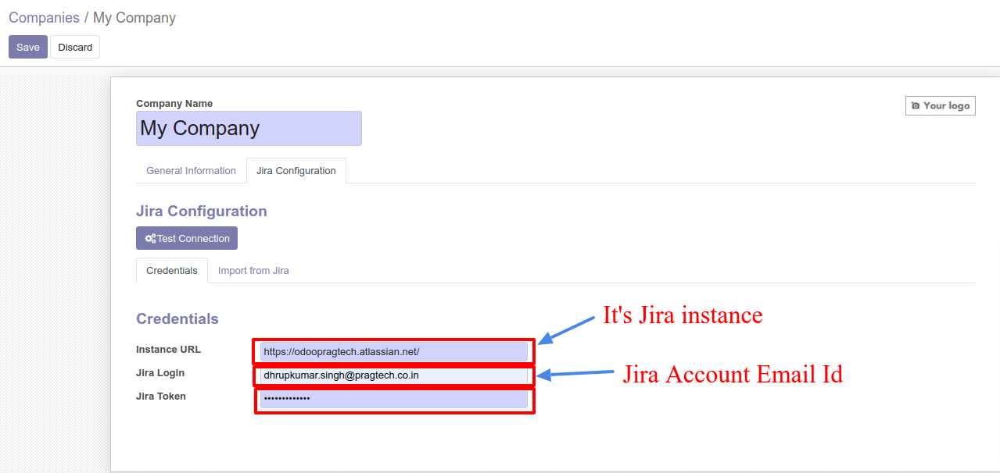 Companies / My Company
Save Discard
Company Name
Your logo
My Company
General Information Jira Configuration
Jira Configuration
Test Connection
Credentials Import from Jira
It's Jira instance
Credentials
Instance URL https://odoopragtech.atlassian.net/
Jira Login dhrupkumar.singh@pragtech.co.in
Jira Account Email Id
Jira Token •••••••••••••